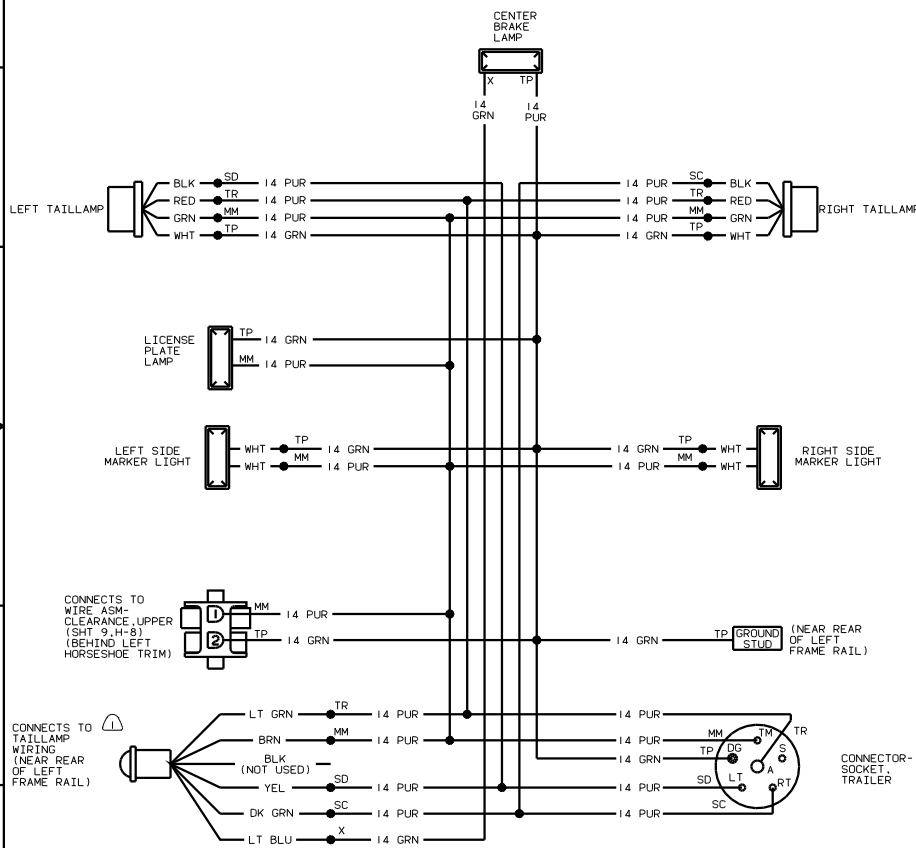 CENTER
BRAKE
LAMP
X TP
14 GRN
14 PUR
LEFT TAILLAMP
BLK SD 14 PUR
RED TR 14 PUR
GRN MM 14 PUR
WHT TP 14 GRN
14 PUR SC BLK
14 PUR TR RED
14 PUR MM GRN
14 GRN TP WHT
RIGHT TAILLAMP
LICENSE
PLATE
LAMP
TP 14 GRN
MM 14 PUR
LEFT SIDE
MARKER LIGHT
WHT TP 14 GRN
WHT MM 14 PUR
14 GRN TP WHT
14 PUR MM WHT
RIGHT SIDE
MARKER LIGHT
CONNECTS TO
WIRE ASM-
CLEARANCE,UPPER
(SHT 9,H-8)
(BEHIND LEFT
HORSESHOE TRIM)
1 MM 14 PUR
2 TP 14 GRN
14 GRN TP
GROUND
STUD
(NEAR REAR
OF LEFT
FRAME RAIL)
CONNECTS TO 1
TAILLAMP
WIRING
(NEAR REAR
OF LEFT
FRAME RAIL)
LT GRN TR 14 PUR
BRN MM 14 PUR
BLK
(NOT USED)
YEL SD 14 PUR
DK GRN SC 14 PUR
LT BLU X 14 GRN
14 PUR TR
14 PUR MM TM
14 GRN TP DG S
A
14 PUR SD LT RT
14 PUR SC
CONNECTOR-
SOCKET,
TRAILER